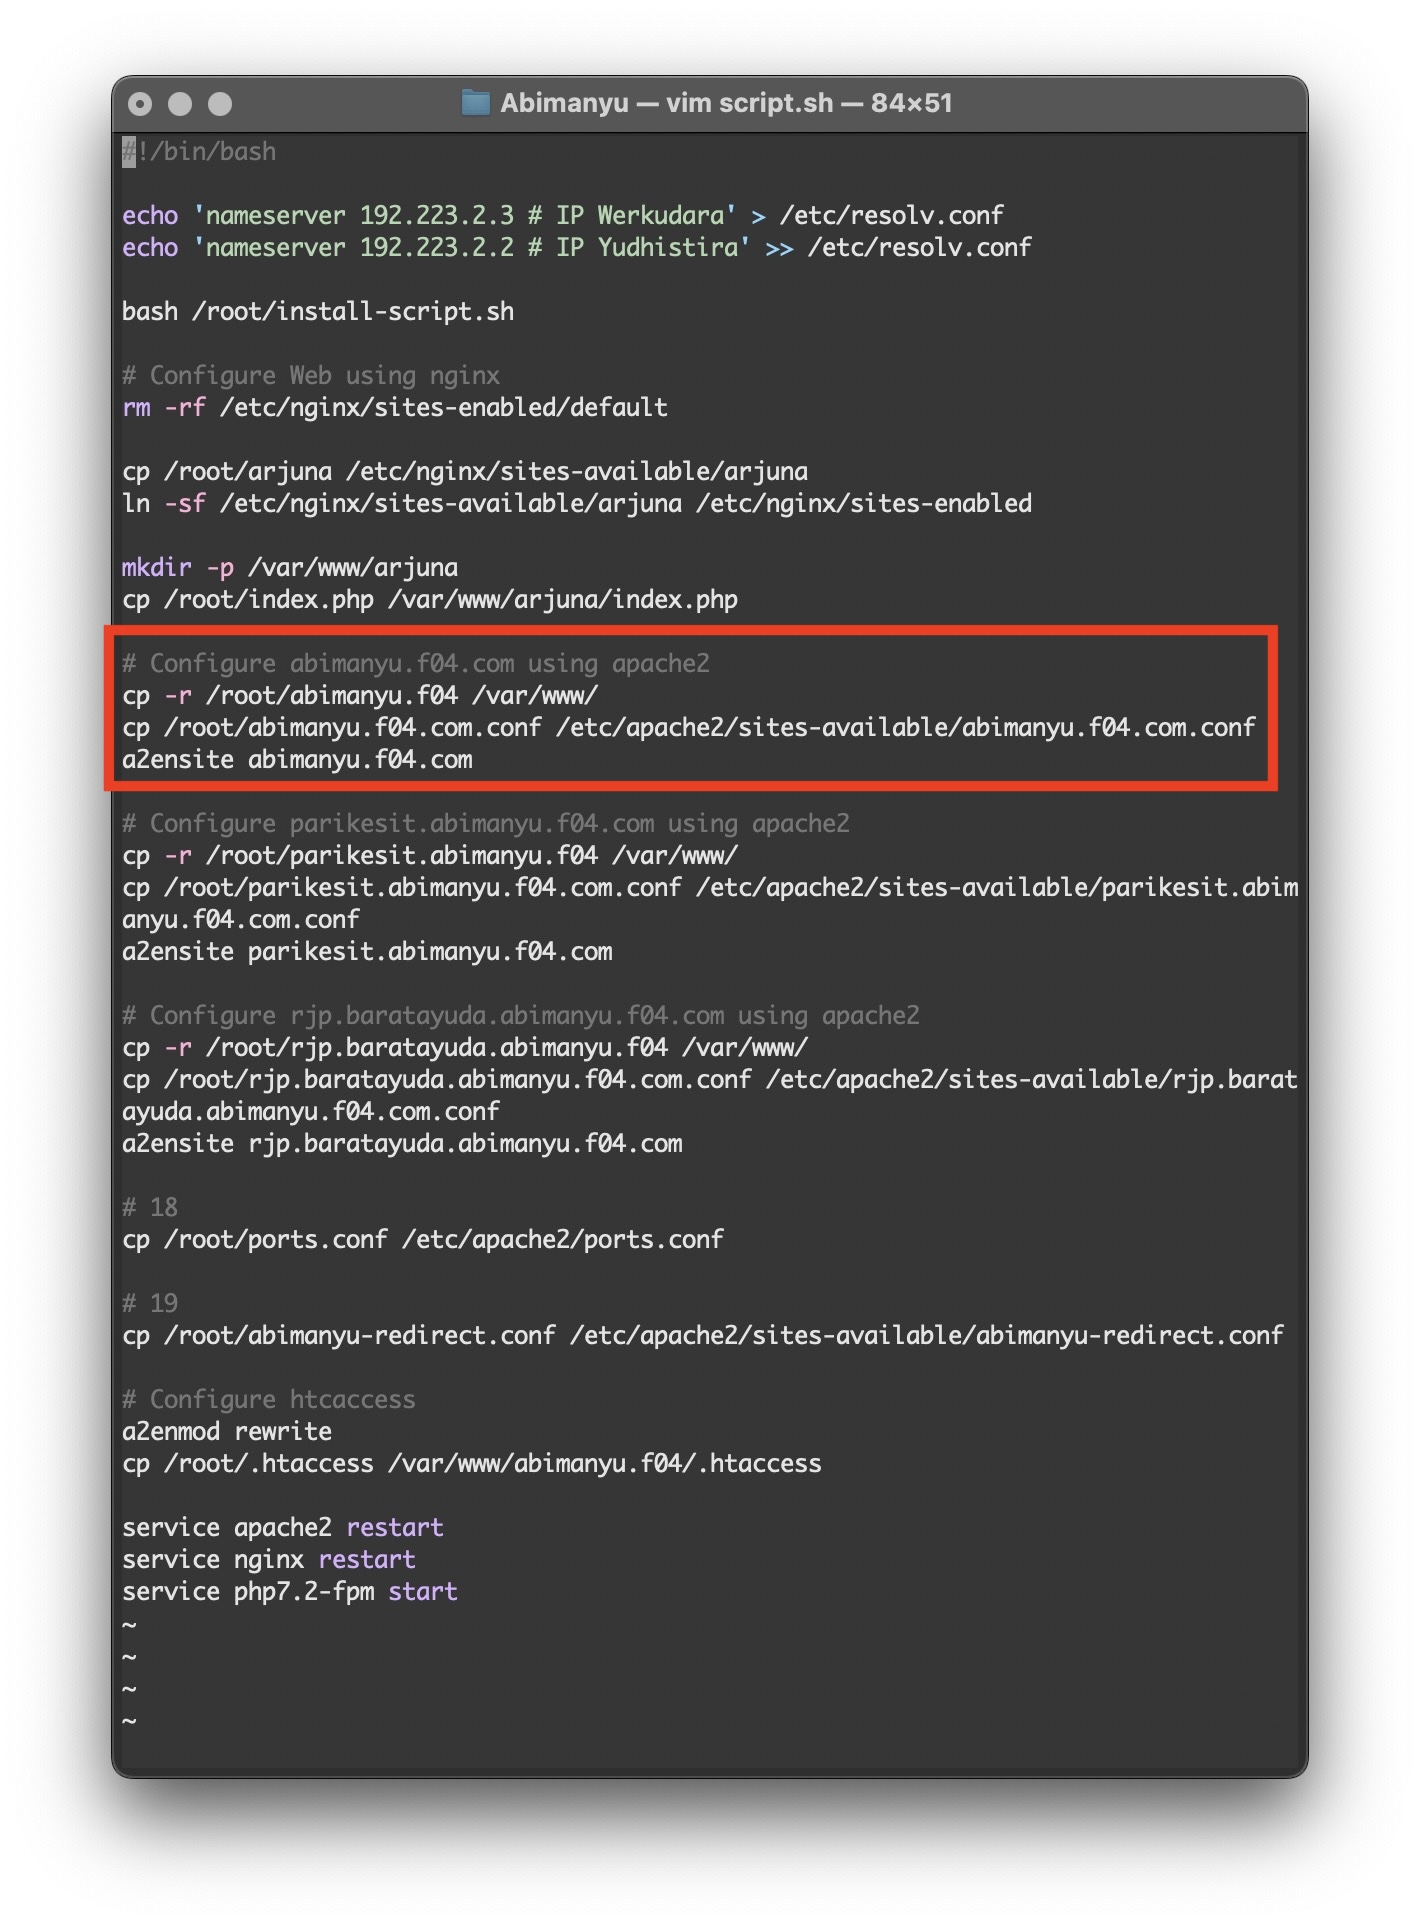 Abimanyu — vim script.sh — 84×51
#!/bin/bash
echo 'nameserver 192.223.2.3 # IP Werkudara' > /etc/resolv.conf
echo 'nameserver 192.223.2.2 # IP Yudhistira' >> /etc/resolv.conf
bash /root/install-script.sh
# Configure Web using nginx
rm -rf /etc/nginx/sites-enabled/default
cp /root/arjuna /etc/nginx/sites-available/arjuna
ln -sf /etc/nginx/sites-available/arjuna /etc/nginx/sites-enabled
mkdir -p /var/www/arjuna
cp /root/index.php /var/www/arjuna/index.php
# Configure abimanyu.f04.com using apache2
cp -r /root/abimanyu.f04 /var/www/
cp /root/abimanyu.f04.com.conf /etc/apache2/sites-available/abimanyu.f04.com.conf
a2ensite abimanyu.f04.com
# Configure parikesit.abimanyu.f04.com using apache2
cp -r /root/parikesit.abimanyu.f04 /var/www/
cp /root/parikesit.abimanyu.f04.com.conf /etc/apache2/sites-available/parikesit.abim
anyu.f04.com.conf
a2ensite parikesit.abimanyu.f04.com
# Configure rjp.baratayuda.abimanyu.f04.com using apache2
cp -r /root/rjp.baratayuda.abimanyu.f04 /var/www/
cp /root/rjp.baratayuda.abimanyu.f04.com.conf /etc/apache2/sites-available/rjp.barat
ayuda.abimanyu.f04.com.conf
a2ensite rjp.baratayuda.abimanyu.f04.com
# 18
cp /root/ports.conf /etc/apache2/ports.conf
# 19
cp /root/abimanyu-redirect.conf /etc/apache2/sites-available/abimanyu-redirect.conf
# Configure htcaccess
a2enmod rewrite
cp /root/.htaccess /var/www/abimanyu.f04/.htaccess
service apache2 restart
service nginx restart
service php7.2-fpm start
~
~
~
~